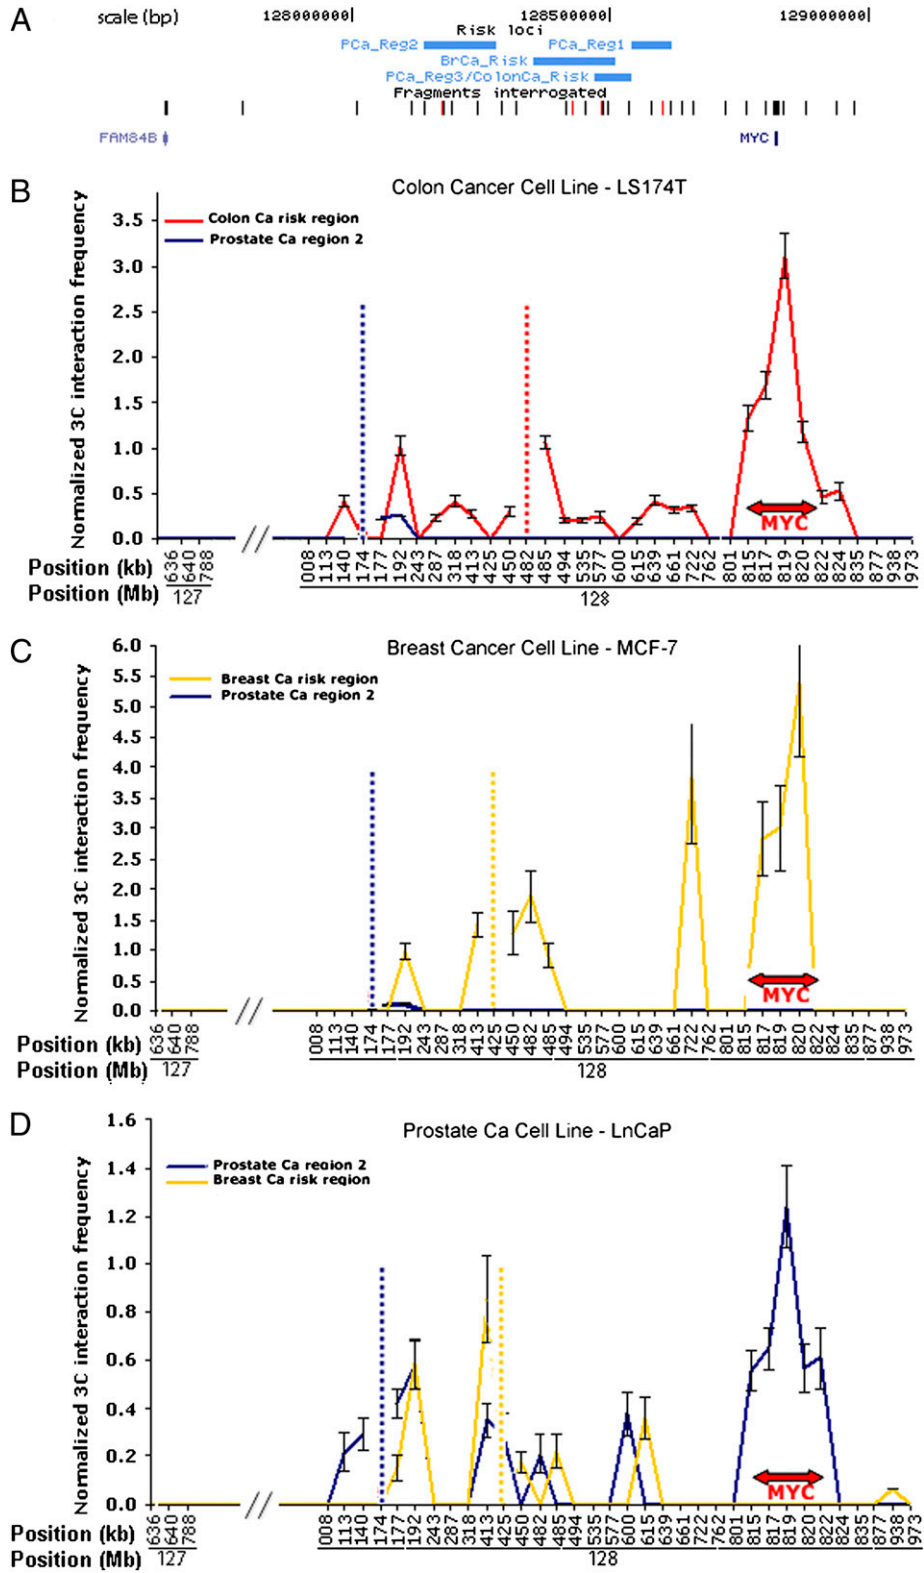 A
scale (bp) 128000000 128500000 129000000
Risk loci
PCa_Reg2 PCa_Reg1
BrCa_Risk
PCa_Reg3/ColonCa_Risk
Fragments interrogated
FAM84B MYC
B
Colon Cancer Cell Line - LS174T
Normalized 3C interaction frequency
Colon Ca risk region
Prostate Ca region 2
3.5
3.0
2.5
2.0
1.5
1.0
0.5
0.0
MYC
Position (kb) 636 640 788 008 113 140 174 177 192 243 287 318 413 425 450 482 485 494 535 577 600 615 639 661 722 762 801 815 817 819 820 822 824 835 877 938 973
Position (Mb) 127 128
C
Breast Cancer Cell Line - MCF-7
Normalized 3C interaction frequency
Breast Ca risk region
Prostate Ca region 2
6.0
5.5
5.0
4.5
4.0
3.5
3.0
2.5
2.0
1.5
1.0
0.5
0.0
MYC
Position (kb) 636 640 788 008 113 140 174 177 192 243 287 318 413 425 450 482 485 494 535 577 600 615 639 661 722 762 801 815 817 819 820 822 824 835 877 938 973
Position (Mb) 127 128
D
Prostate Ca Cell Line - LnCaP
Normalized 3C interaction frequency
Prostate Ca region 2
Breast Ca risk region
1.6
1.4
1.2
1.0
0.8
0.6
0.4
0.2
0.0
MYC
Position (kb) 636 640 788 008 113 140 174 177 192 243 287 318 413 425 450 482 485 494 535 577 600 615 639 661 722 762 801 815 817 819 820 822 824 835 877 938 973
Position (Mb) 127 128